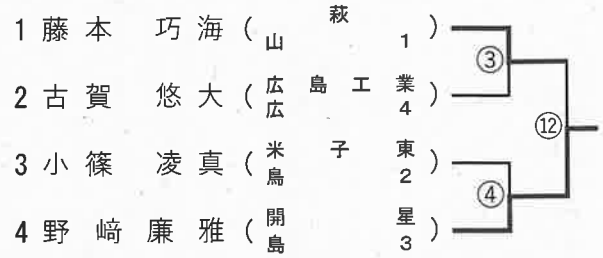 1 藤本 巧海 (萩 山1)
③
2 古賀 悠大 (広島工業 広4)
⑫
3 小篠 凌真 (米子東 鳥2)
④
4 野﨑 廉雅 (開星 島3)